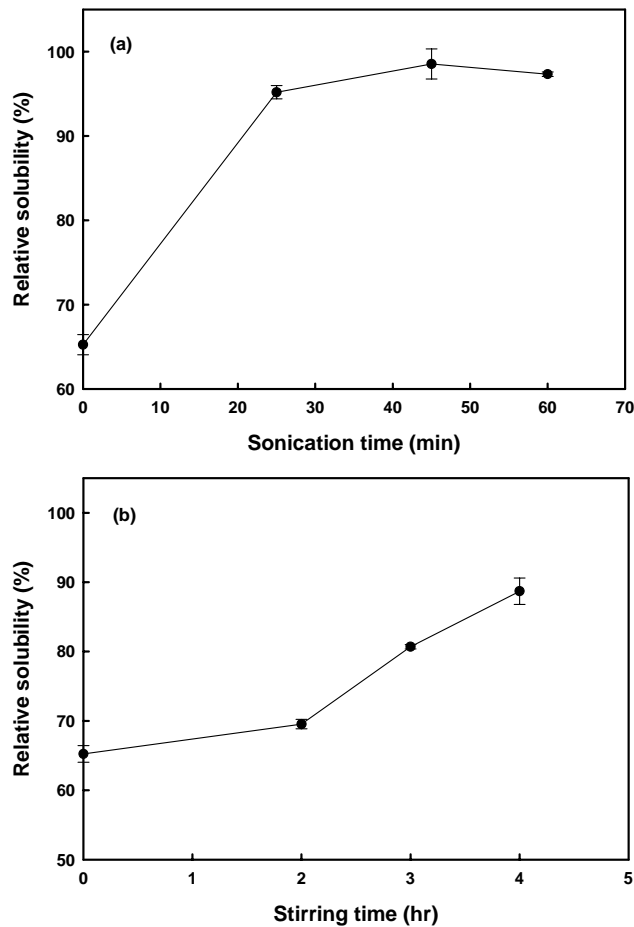 (a)
Relative solubility (%)
100
90
80
70
60
0 10 20 30 40 50 60 70
Sonication time (min)
(b)
Relative solubility (%)
100
90
80
70
60
50
0 1 2 3 4 5
Stirring time (hr)